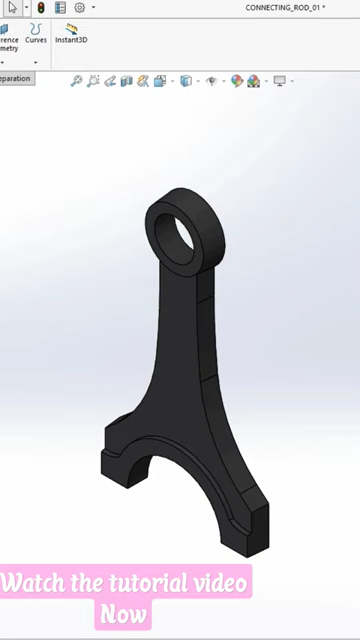 CONNECTING_ROD_01 *
rence
Curves
Instant3D
metry
eparation
Watch the tutorial video
Now